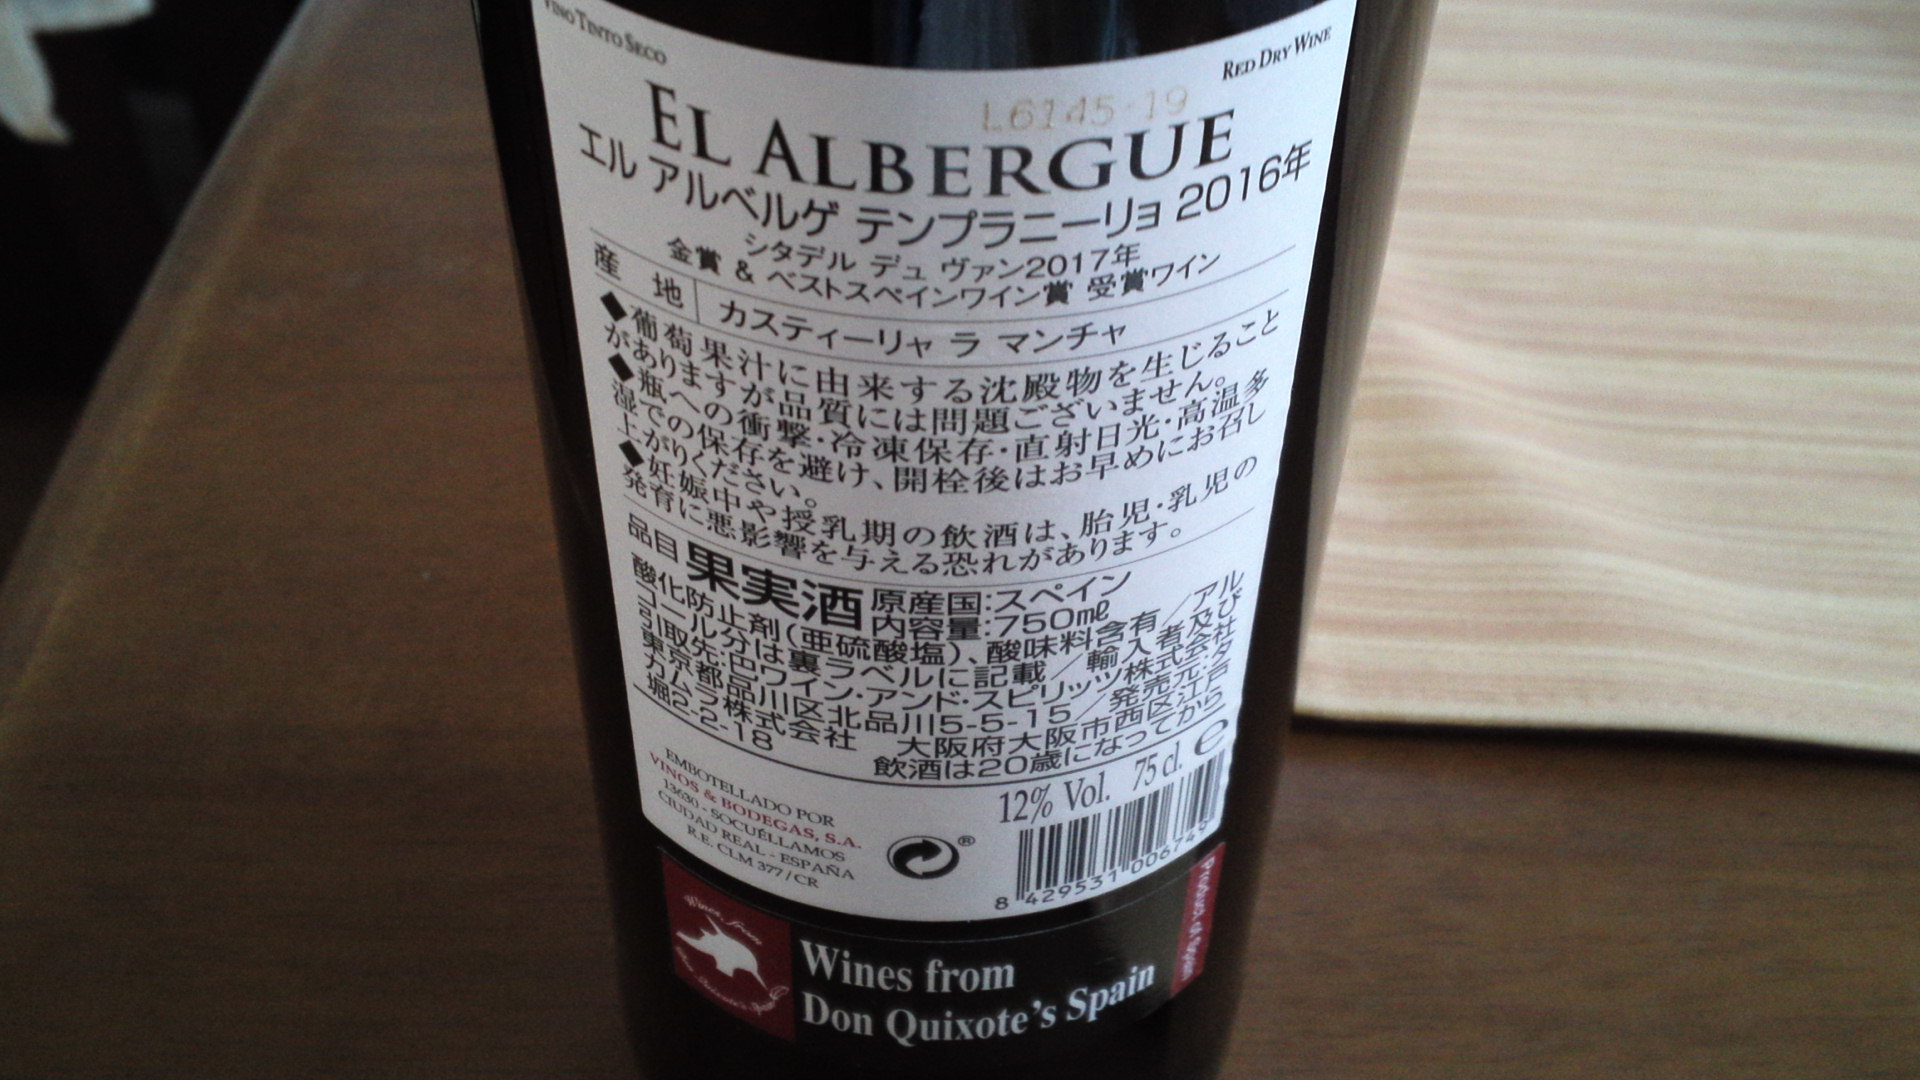 VINO TINTO SECO
RED DRY WINE
L6145 19
EL ALBERGUE
エル アルベルゲ テンプラニーリョ 2016年
シタデル デュ ヴァン2017年
金賞 & ベストスペインワイン賞 受賞ワイン
産 地 カスティーリャ ラ マンチャ
◆葡萄果汁に由来する沈殿物を生じること
がありますが品質には問題ございません。
◆瓶への衝撃・冷凍保存・直射日光・高温多
湿での保存を避け、開栓後はお早めにお召し
上がりください。
◆妊娠中や授乳期の飲酒は、胎児・乳児の
発育に悪影響を与える恐れがあります。
品目 果実酒 原産国:スペイン
内容量:750㎖
酸化防止剤(亜硫酸塩)、酸味料含有/アル
コール分は裏ラベルに記載/輸入者及び
引取先:巴ワイン・アンド・スピリッツ株式会社
東京都品川区北品川5-5-15/発売元:タ
カムラ株式会社 大阪府大阪市西区江戸
堀2-2-18
飲酒は20歳になってから
EMBOTELLADO POR
VINOS & BODEGAS, S.A.
13630 - SOCUÉLLAMOS
CIUDAD REAL - ESPAÑA
R.E. CLM 377/CR
12% Vol. 75 cl. e
8 429531 006749
Product of Spain
Wines from
Don Quixote's Spain